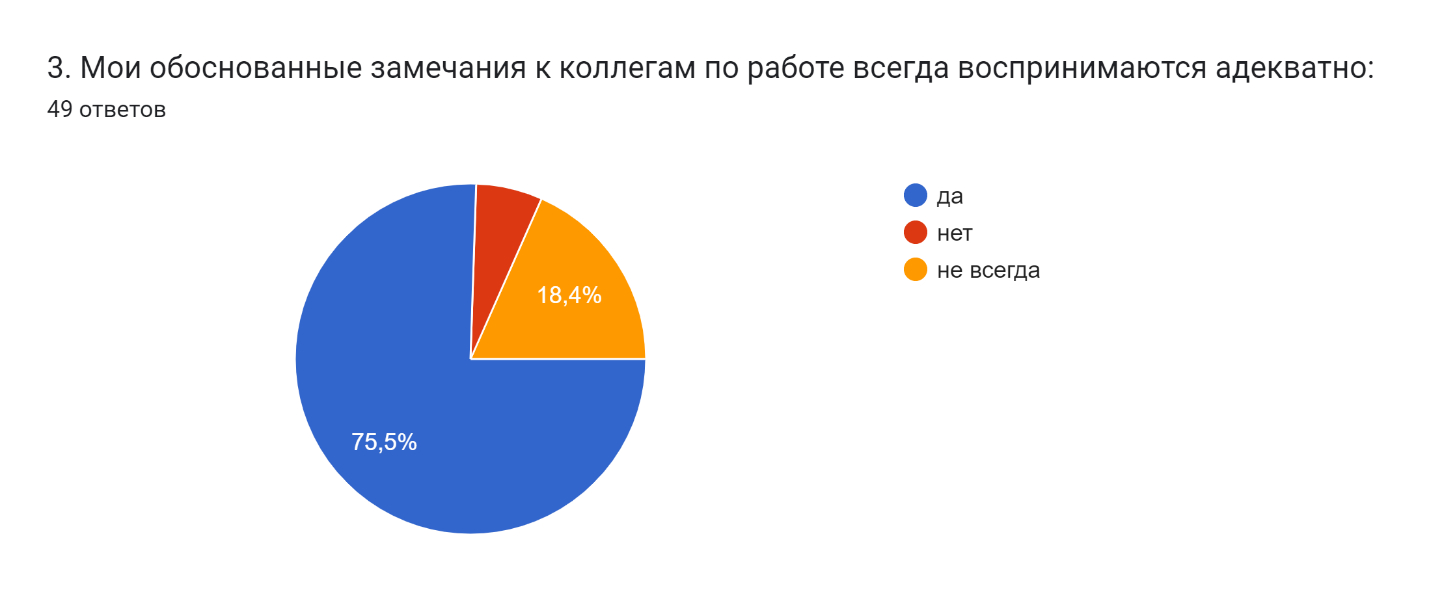 3. Мои обоснованные замечания к коллегам по работе всегда воспринимаются адекватно:
49 ответов
да
нет
не всегда
18,4%
75,5%